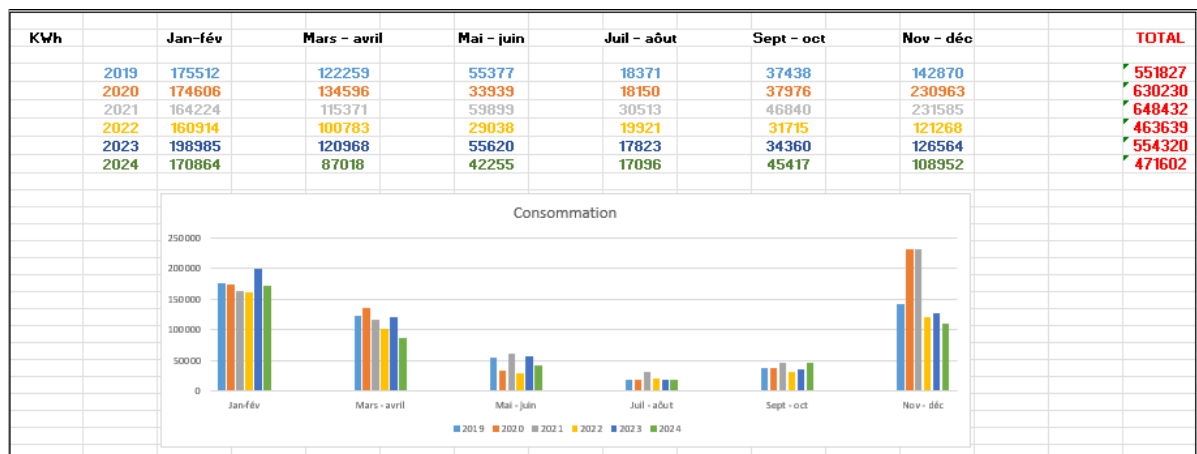 KWh Jan-fév Mars - avril Mai - juin Juil - aôut Sept - oct Nov - déc TOTAL
2019 175512 122259 55377 18371 37438 142870 551827
2020 174606 134596 33939 18150 37976 230963 630230
2021 164224 115371 59899 30513 46840 231585 648432
2022 160914 100783 29038 19921 31715 121268 463639
2023 198985 120968 55620 17823 34360 126564 554320
2024 170864 87018 42255 17096 45417 108952 471602
Consommation
250000
200000
150000
100000
50000
0
Jan-fév Mars - avril Mai - juin Juil - aôut Sept - oct Nov - déc
2019 2020 2021 2022 2023 2024